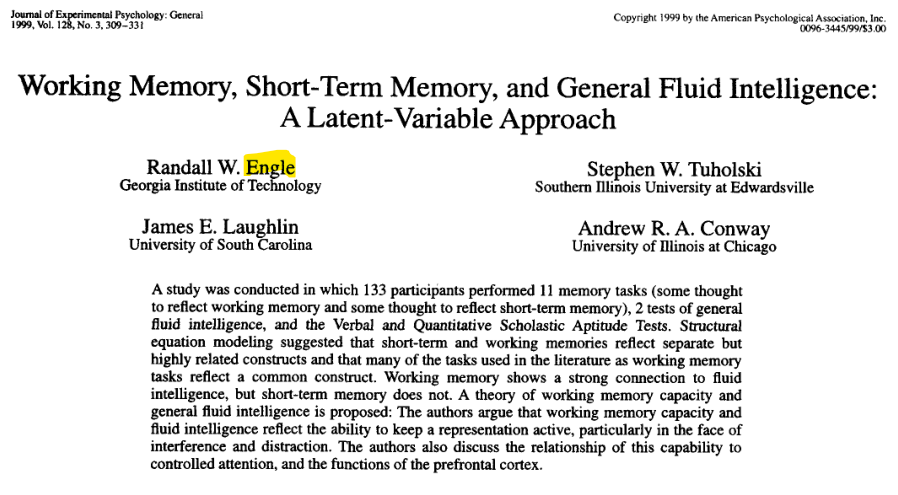 Journal of Experimental Psychology: General
1999, Vol. 128, No. 3, 309–331
Copyright 1999 by the American Psychological Association, Inc.
0096-3445/99/$3.00
Working Memory, Short-Term Memory, and General Fluid Intelligence:
A Latent-Variable Approach
Randall W. Engle
Georgia Institute of Technology
Stephen W. Tuholski
Southern Illinois University at Edwardsville
James E. Laughlin
University of South Carolina
Andrew R. A. Conway
University of Illinois at Chicago
A study was conducted in which 133 participants performed 11 memory tasks (some thought
to reflect working memory and some thought to reflect short-term memory), 2 tests of general
fluid intelligence, and the Verbal and Quantitative Scholastic Aptitude Tests. Structural
equation modeling suggested that short-term and working memories reflect separate but
highly related constructs and that many of the tasks used in the literature as working memory
tasks reflect a common construct. Working memory shows a strong connection to fluid
intelligence, but short-term memory does not. A theory of working memory capacity and
general fluid intelligence is proposed: The authors argue that working memory capacity and
fluid intelligence reflect the ability to keep a representation active, particularly in the face of
interference and distraction. The authors also discuss the relationship of this capability to
controlled attention, and the functions of the prefrontal cortex.